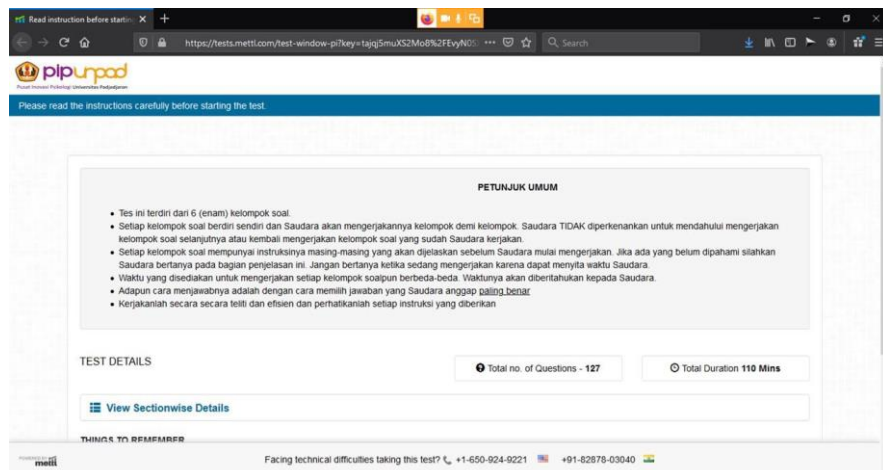 Read instruction before startin
https://tests.mettl.com/test-window-pi?key=tajqj5muXS2Mo8%2FEvyN05
Search
pipunpad
Pusat Inovasi Psikologi Universitas Padjadjaran
Please read the instructions carefully before starting the test.
PETUNJUK UMUM
• Tes ini terdiri dari 6 (enam) kelompok soal.
• Setiap kelompok soal berdiri sendiri dan Saudara akan mengerjakannya kelompok demi kelompok. Saudara TIDAK diperkenankan untuk mendahului mengerjakan
kelompok soal selanjutnya atau kembali mengerjakan kelompok soal yang sudah Saudara kerjakan.
• Setiap kelompok soal mempunyai instruksinya masing-masing yang akan dijelaskan sebelum Saudara mulai mengerjakan. Jika ada yang belum dipahami silahkan
Saudara bertanya pada bagian penjelasan ini. Jangan bertanya ketika sedang mengerjakan karena dapat menyita waktu Saudara.
• Waktu yang disediakan untuk mengerjakan setiap kelompok soalpun berbeda-beda. Waktunya akan diberitahukan kepada Saudara.
• Adapun cara menjawabnya adalah dengan cara memilih jawaban yang Saudara anggap paling benar
• Kerjakanlah secara secara teliti dan efisien dan perhatikanlah setiap instruksi yang diberikan
TEST DETAILS
Total no. of Questions - 127
Total Duration 110 Mins
View Sectionwise Details
THINGS TO REMEMBER
POWERED BY mettl
Facing technical difficulties taking this test? +1-650-924-9221 +91-82878-03040